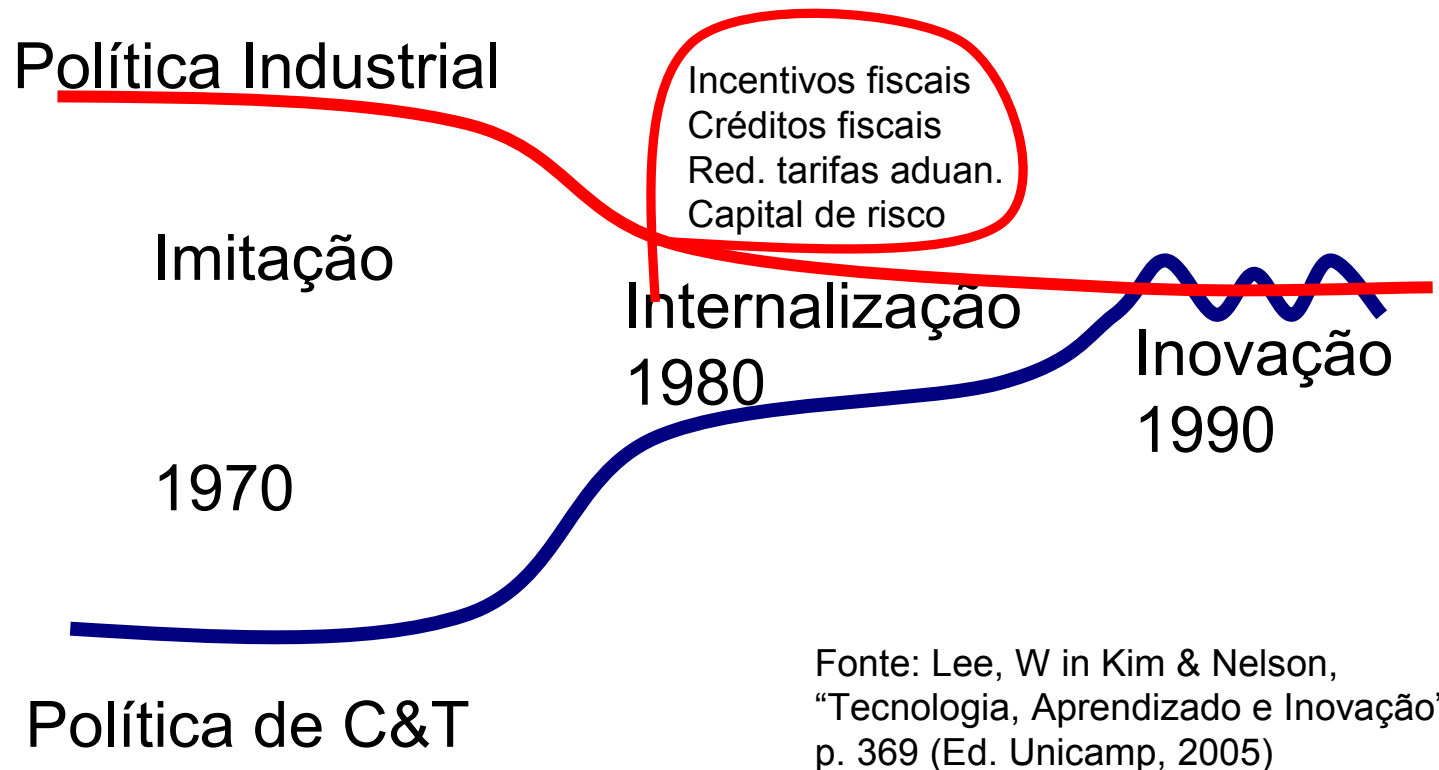 Política Industrial
Incentivos fiscais
Créditos fiscais
Red. tarifas aduan.
Capital de risco
Imitação
1970
Internalização
1980
Inovação
1990
Política de C&T
Fonte: Lee, W in Kim & Nelson,
“Tecnologia, Aprendizado e Inovação”
p. 369 (Ed. Unicamp, 2005)